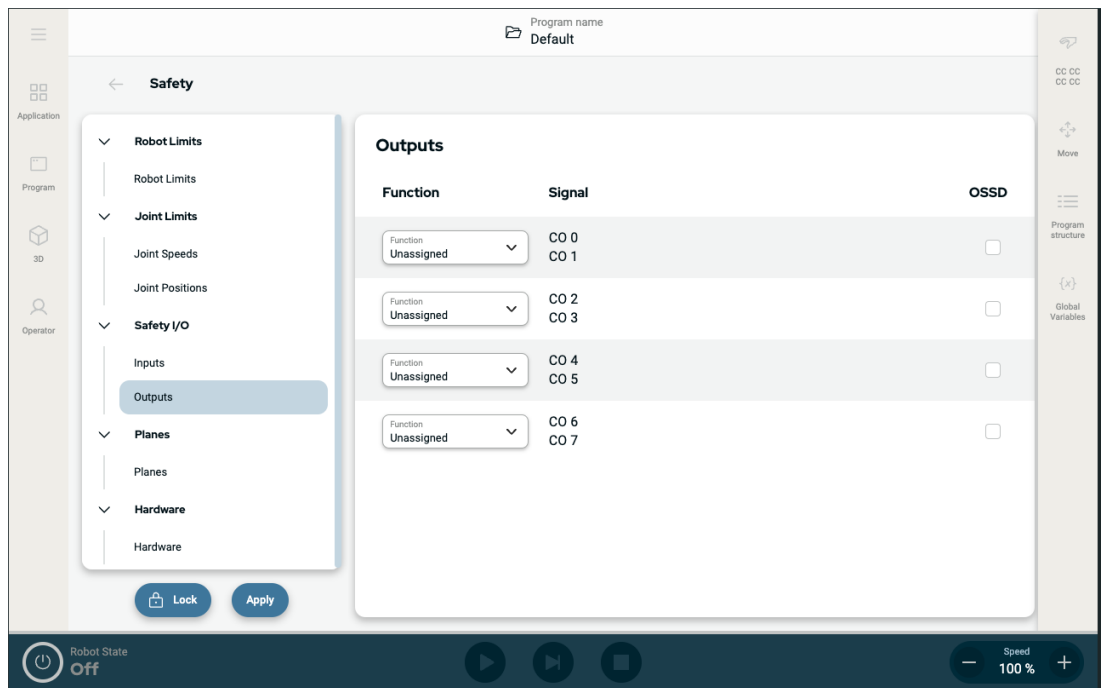 Program name
Default
Application
Program
3D
Operator
Safety
Robot Limits
Robot Limits
Joint Limits
Joint Speeds
Joint Positions
Safety I/O
Inputs
Outputs
Planes
Planes
Hardware
Hardware
Lock
Apply
Outputs
Function
Signal
OSSD
Function
Unassigned
CO 0
CO 1
Function
Unassigned
CO 2
CO 3
Function
Unassigned
CO 4
CO 5
Function
Unassigned
CO 6
CO 7
CC CC
CC CC
Move
Program
structure
{x}
Global
Variables
Robot State
Off
Speed
100 %